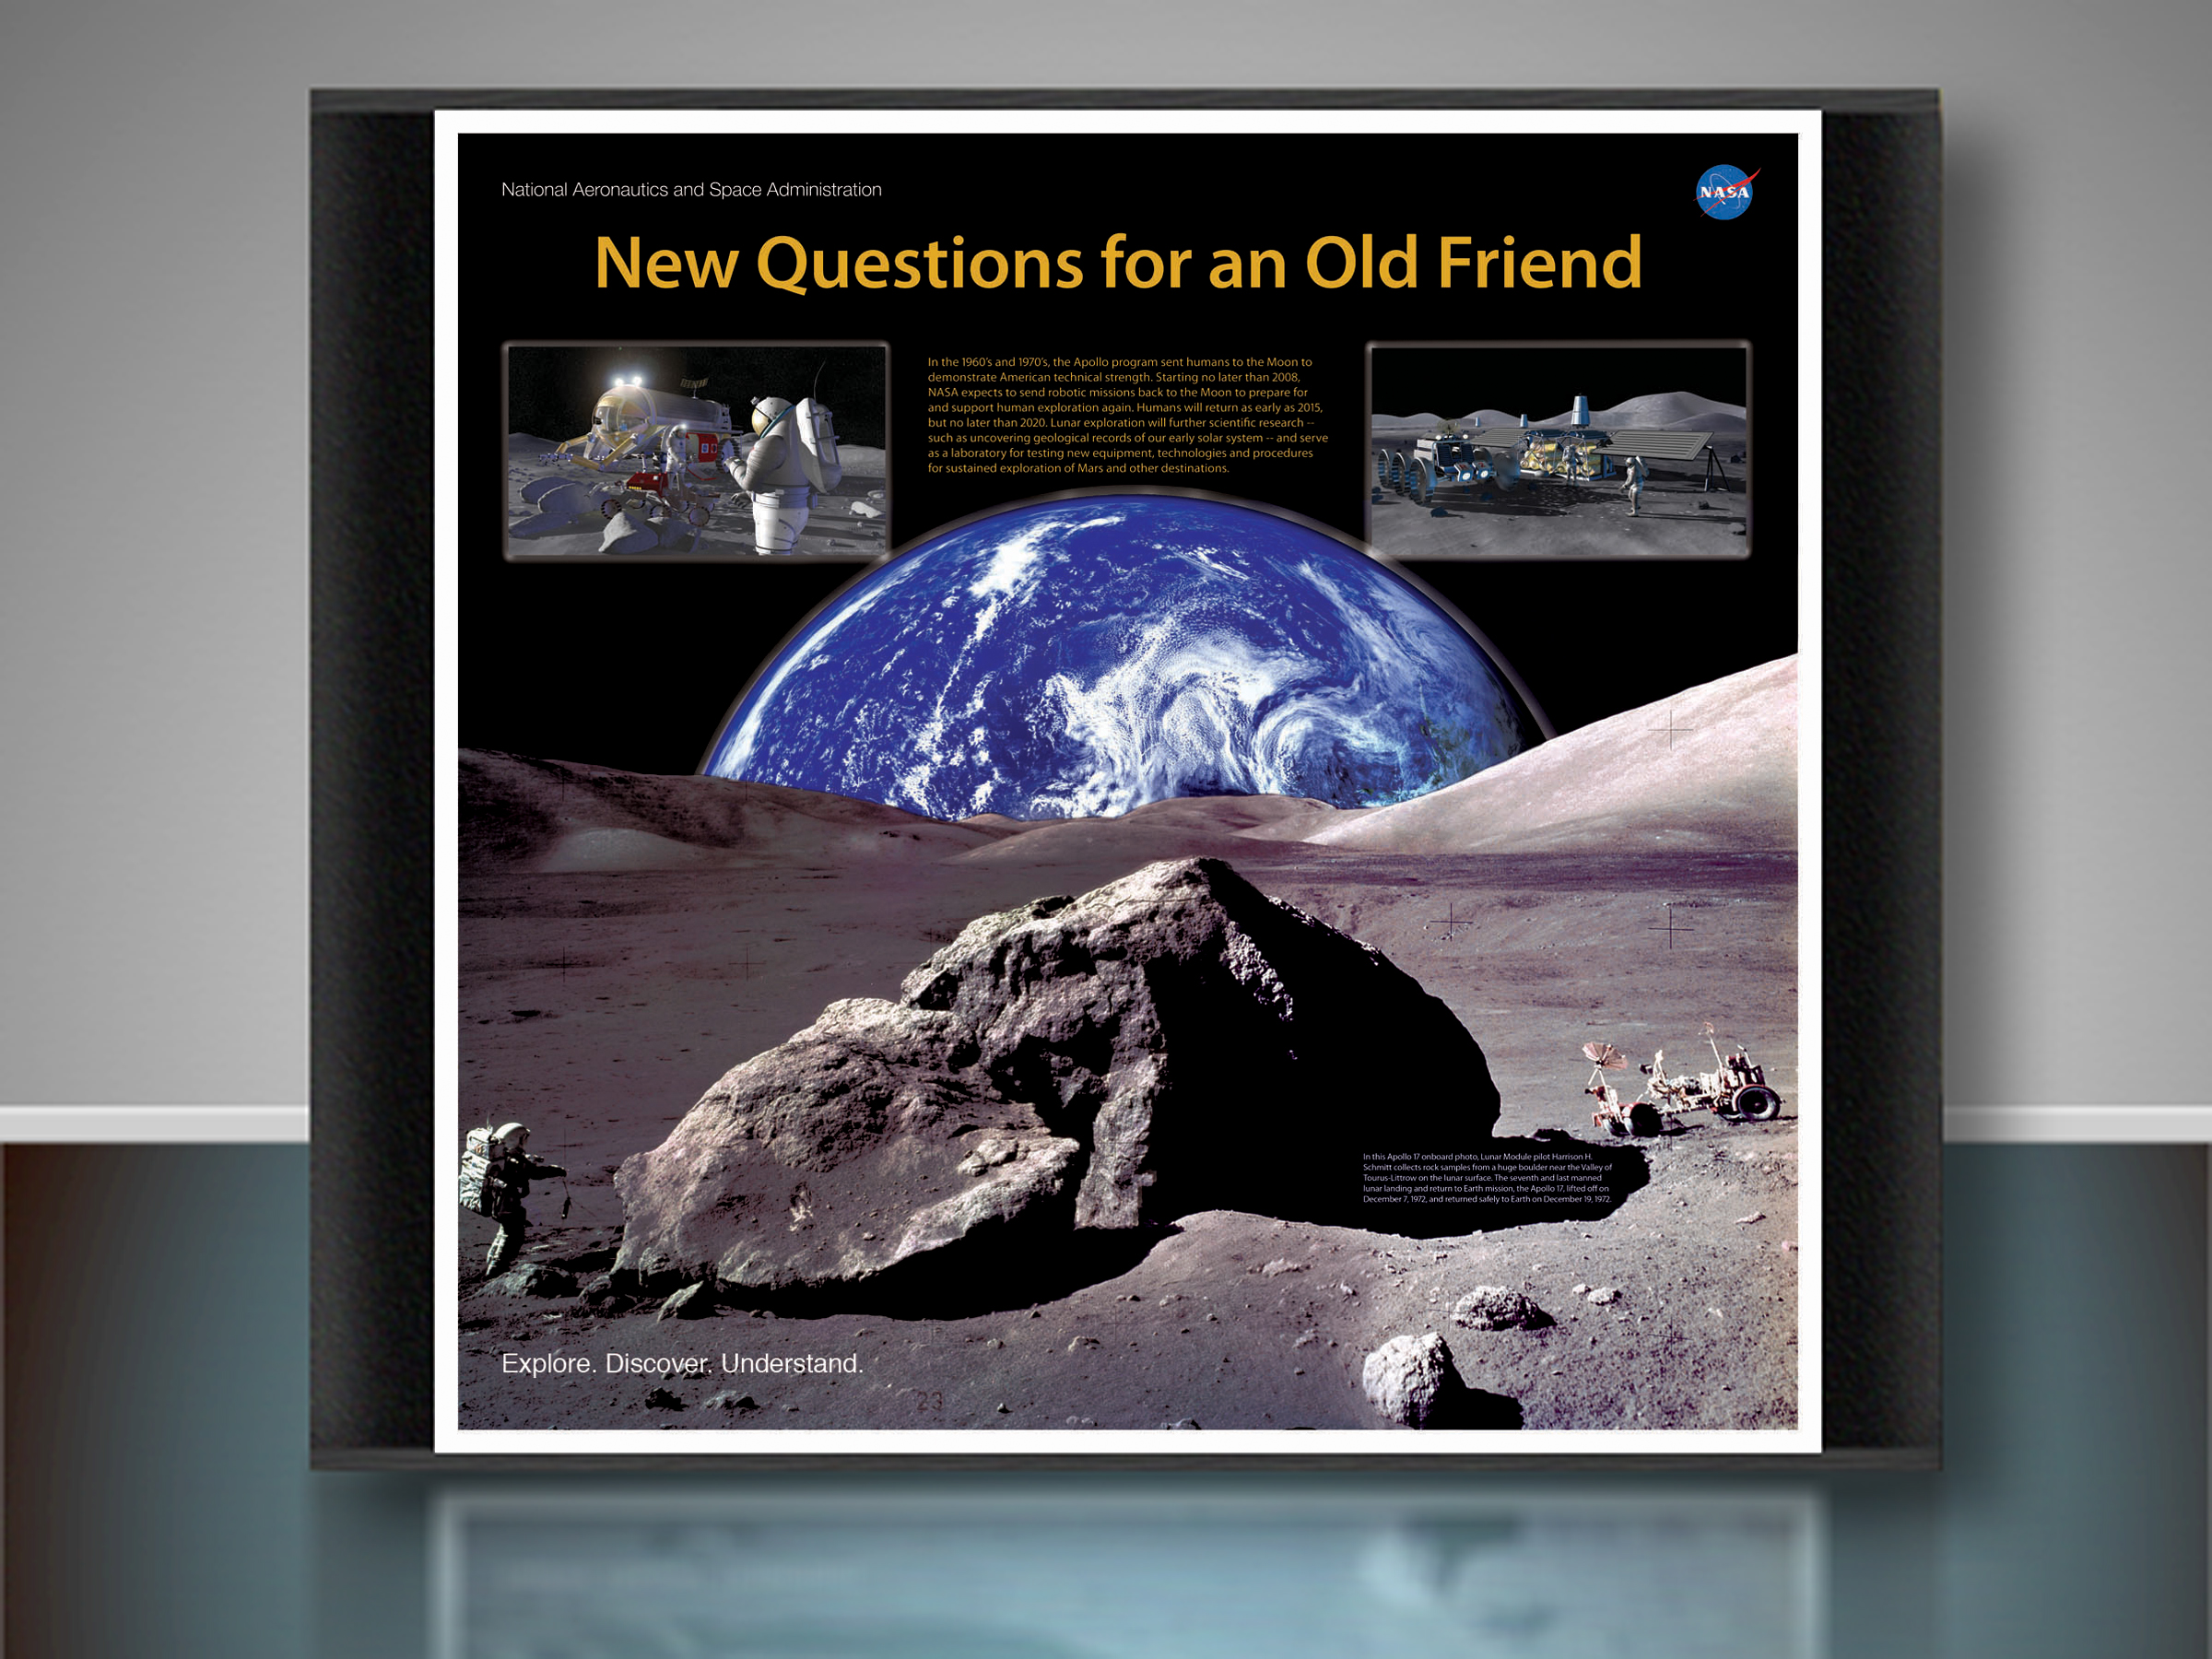 National Aeronautics and Space Administration
NASA
New Questions for an Old Friend
In the 1960's and 1970's, the Apollo program sent humans to the Moon to
demonstrate American technical strength. Starting no later than 2008,
NASA expects to send robotic missions back to the Moon to prepare for
and support human exploration again. Humans will return as early as 2015,
but no later than 2020. Lunar exploration will further scientific research --
such as uncovering geological records of our early solar system -- and serve
as a laboratory for testing new equipment, technologies and procedures
for sustained exploration of Mars and other destinations.
In this Apollo 17 onboard photo, Lunar Module pilot Harrison H.
Schmitt collects rock samples from a huge boulder near the Valley of
Tourus-Littrow on the lunar surface. The seventh and last manned
lunar landing and return to Earth mission, the Apollo 17, lifted off on
December 7, 1972, and returned safely to Earth on December 19, 1972.
Explore. Discover. Understand.
23